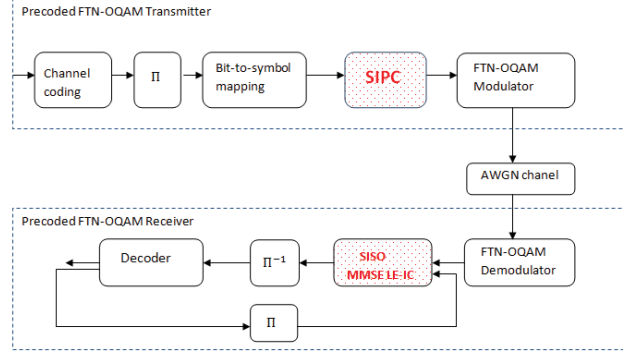 Precoded FTN-OQAM Transmitter
Channel
coding
Π
Bit-to-symbol
mapping
SIPC
FTN-OQAM
Modulator
AWGN chanel
Precoded FTN-OQAM Receiver
Decoder
Π⁻¹
SISO
MMSE LE-IC
FTN-OQAM
Demodulator
Π